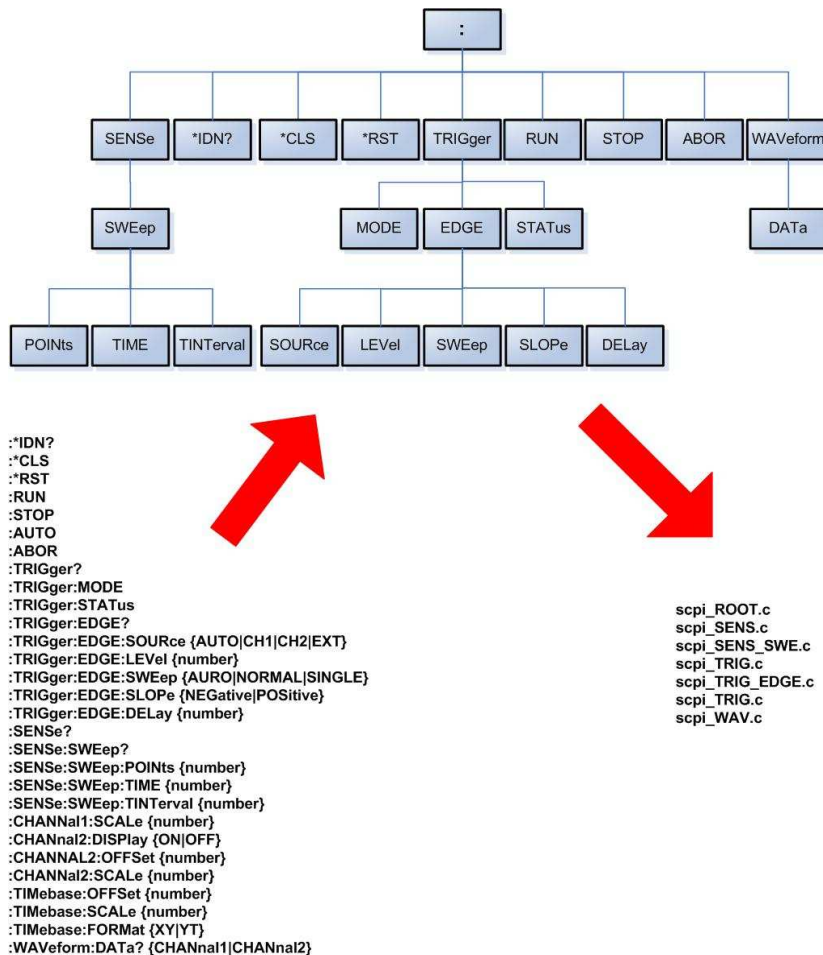 :
SENSe *IDN? *CLS *RST TRIGger RUN STOP ABOR WAVeform
SWEep MODE EDGE STATus DATa
POINts TIME TINTerval SOURce LEVel SWEep SLOPe DELay
:*IDN?
:*CLS
:*RST
:RUN
:STOP
:AUTO
:ABOR
:TRIGger?
:TRIGger:MODE
:TRIGger:STATus
:TRIGger:EDGE?
:TRIGger:EDGE:SOURce {AUTO|CH1|CH2|EXT}
:TRIGger:EDGE:LEVel {number}
:TRIGger:EDGE:SWEep {AURO|NORMAL|SINGLE}
:TRIGger:EDGE:SLOPe {NEGative|POSitive}
:TRIGger:EDGE:DELay {number}
:SENSe?
:SENSe:SWEep?
:SENSe:SWEep:POINts {number}
:SENSe:SWEep:TIME {number}
:SENSe:SWEep:TINTerval {number}
:CHANNal1:SCALe {number}
:CHANnal2:DISPlay {ON|OFF}
:CHANNAL2:OFFSet {number}
:CHANNal2:SCALe {number}
:TIMebase:OFFSet {number}
:TIMebase:SCALe {number}
:TIMebase:FORMat {XY|YT}
:WAVeform:DATa? {CHANnal1|CHANnal2}
scpi_ROOT.c
scpi_SENS.c
scpi_SENS_SWE.c
scpi_TRIG.c
scpi_TRIG_EDGE.c
scpi_TRIG.c
scpi_WAV.c